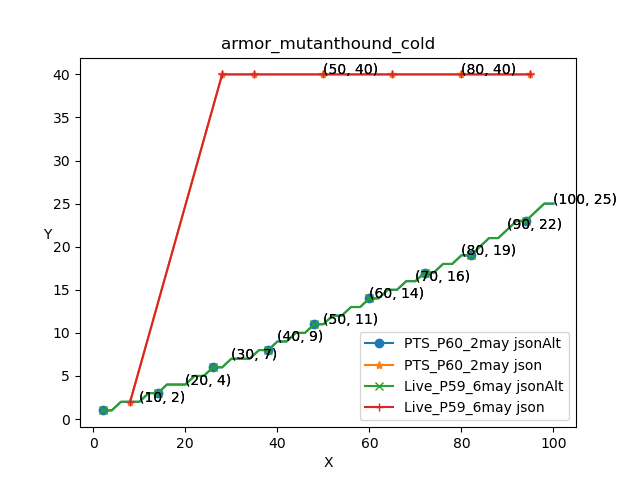 armor_mutanthound_cold
40
35
30
25
20
15
10
5
0
Y
(50, 40)
(80, 40)
(100, 25)
(90, 22)
(80, 19)
(70, 16)
(60, 14)
(50, 11)
(40, 9)
(30, 7)
(20, 4)
(10, 2)
PTS_P60_2may jsonAlt
PTS_P60_2may json
Live_P59_6may jsonAlt
Live_P59_6may json
0 20 40 60 80 100
X